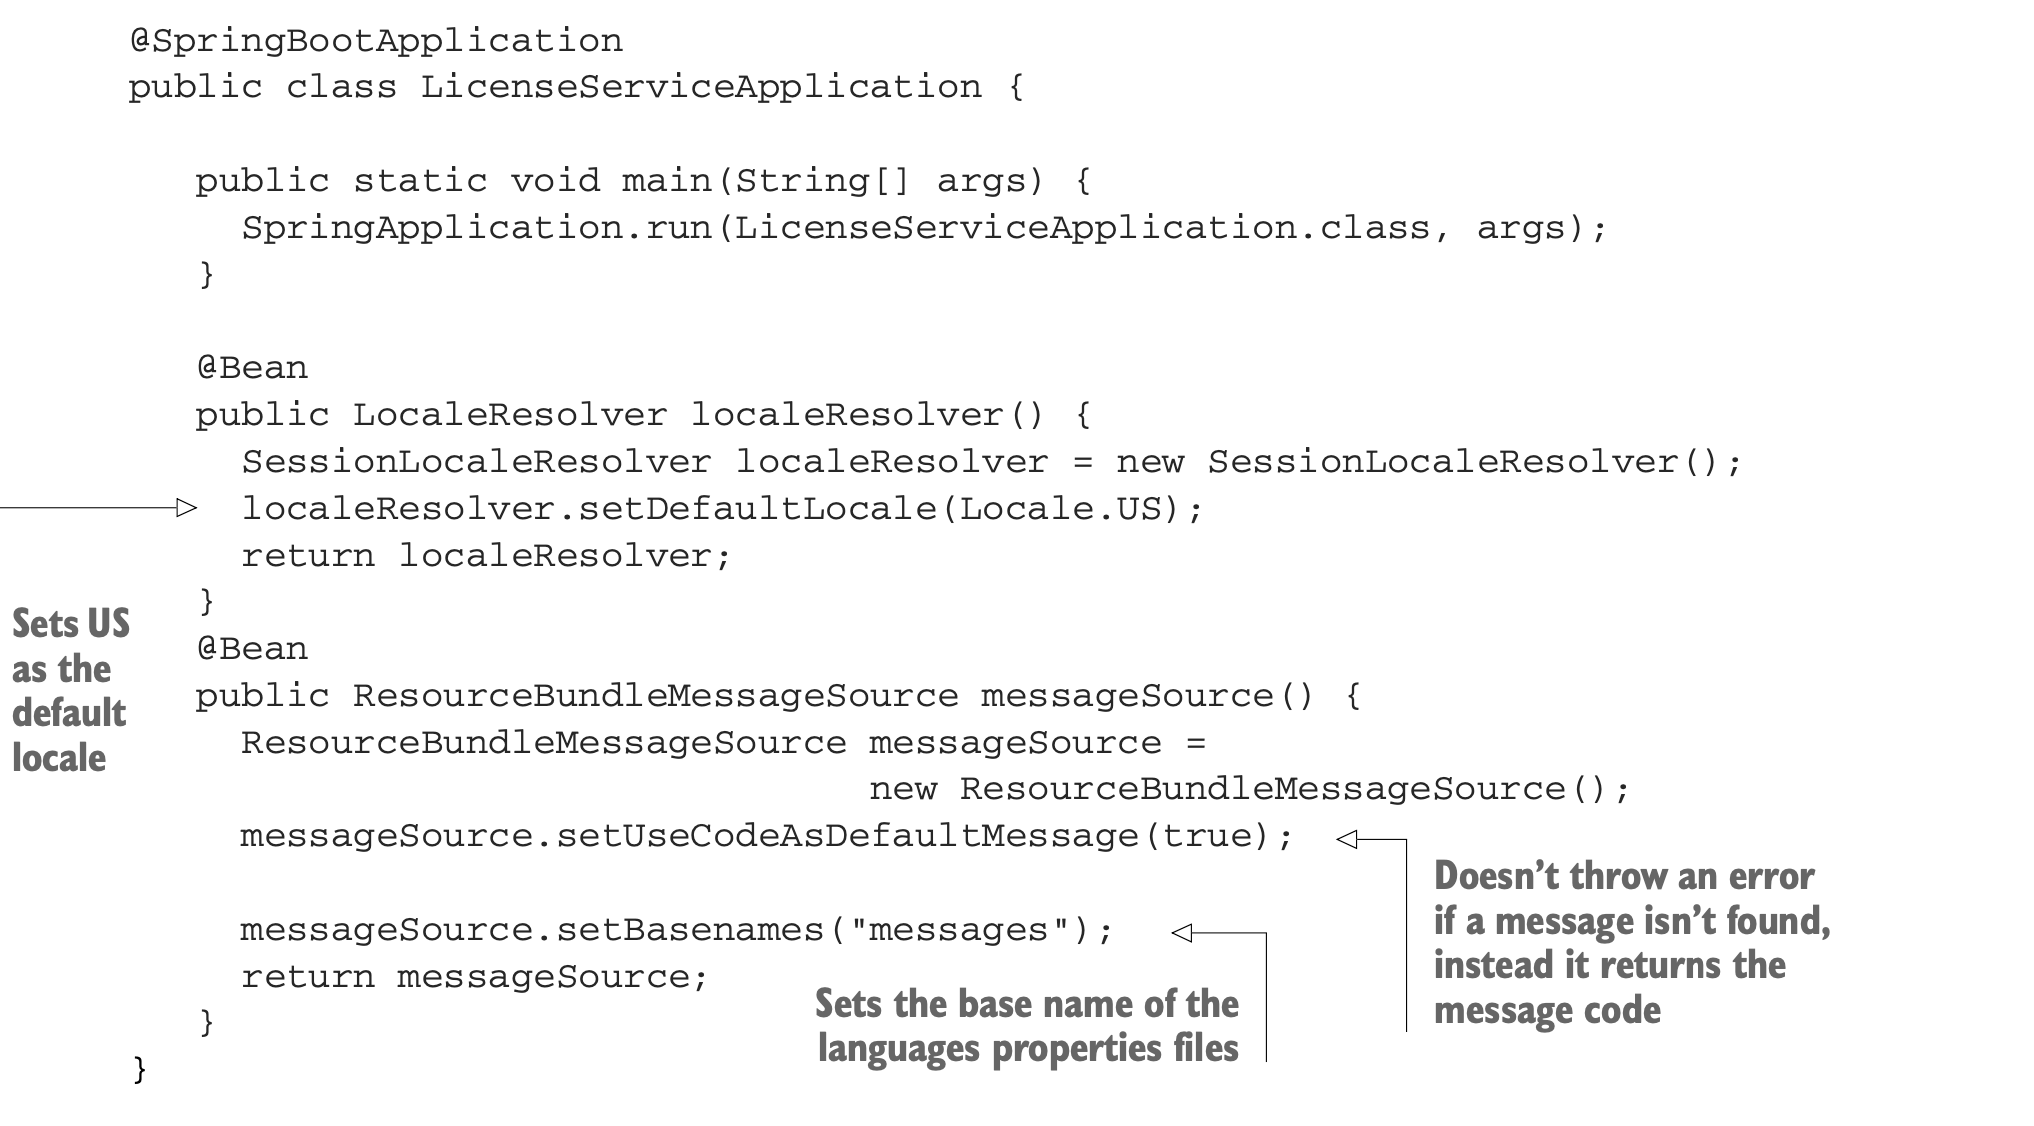 @SpringBootApplication
public class LicenseServiceApplication {
public static void main(String[] args) {
SpringApplication.run(LicenseServiceApplication.class, args);
}
@Bean
public LocaleResolver localeResolver() {
SessionLocaleResolver localeResolver = new SessionLocaleResolver();
localeResolver.setDefaultLocale(Locale.US);
return localeResolver;
}
Sets US
as the
default
locale
@Bean
public ResourceBundleMessageSource messageSource() {
ResourceBundleMessageSource messageSource =
new ResourceBundleMessageSource();
messageSource.setUseCodeAsDefaultMessage(true);
Doesn’t throw an error
if a message isn’t found,
instead it returns the
message code
messageSource.setBasenames("messages");
return messageSource;
Sets the base name of the
languages properties files
}
}